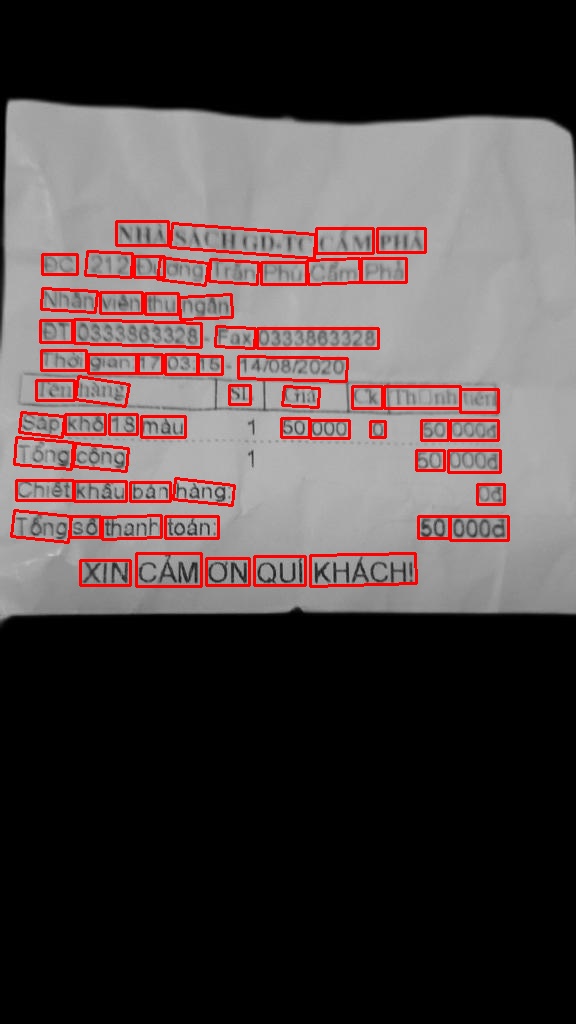 NHÀ SÁCH GD-TC CẨM PHẢ
ĐC: 212 Đường Trần Phú Cẩm Phả
Nhân viên thu ngân
ĐT 0333863328 - Fax 0333863328
Thời gian 17:03:15 - 14/08/2020
Tên hàng SL Giá Ck Th□nh tiền
Sáp khô 18 màu 1 50 000 0 50 000đ
Tổng cộng 1 50 000đ
Chiết khấu bán hàng: 0đ
Tổng số thanh toán: 50 000đ
XIN CẢM ƠN QUÍ KHÁCH!